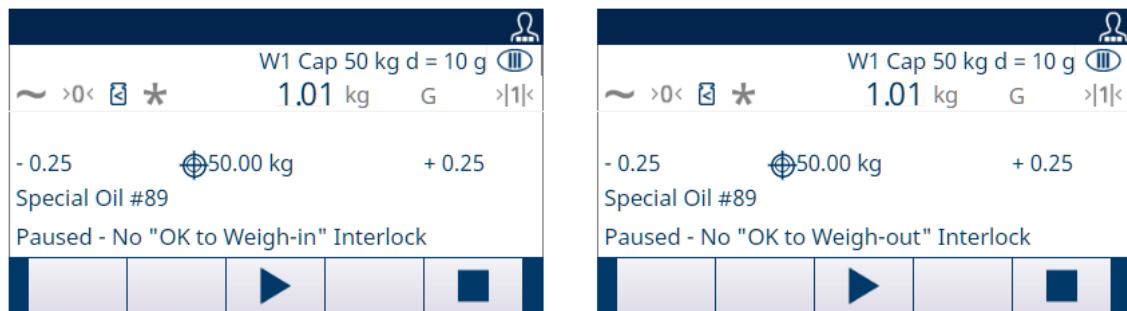 W1 Cap 50 kg d = 10 g
~ >0< < * 1.01 kg G >|1|<
- 0.25 50.00 kg + 0.25
Special Oil #89
Paused - No "OK to Weigh-in" Interlock
W1 Cap 50 kg d = 10 g
~ >0< < * 1.01 kg G >|1|<
- 0.25 50.00 kg + 0.25
Special Oil #89
Paused - No "OK to Weigh-out" Interlock